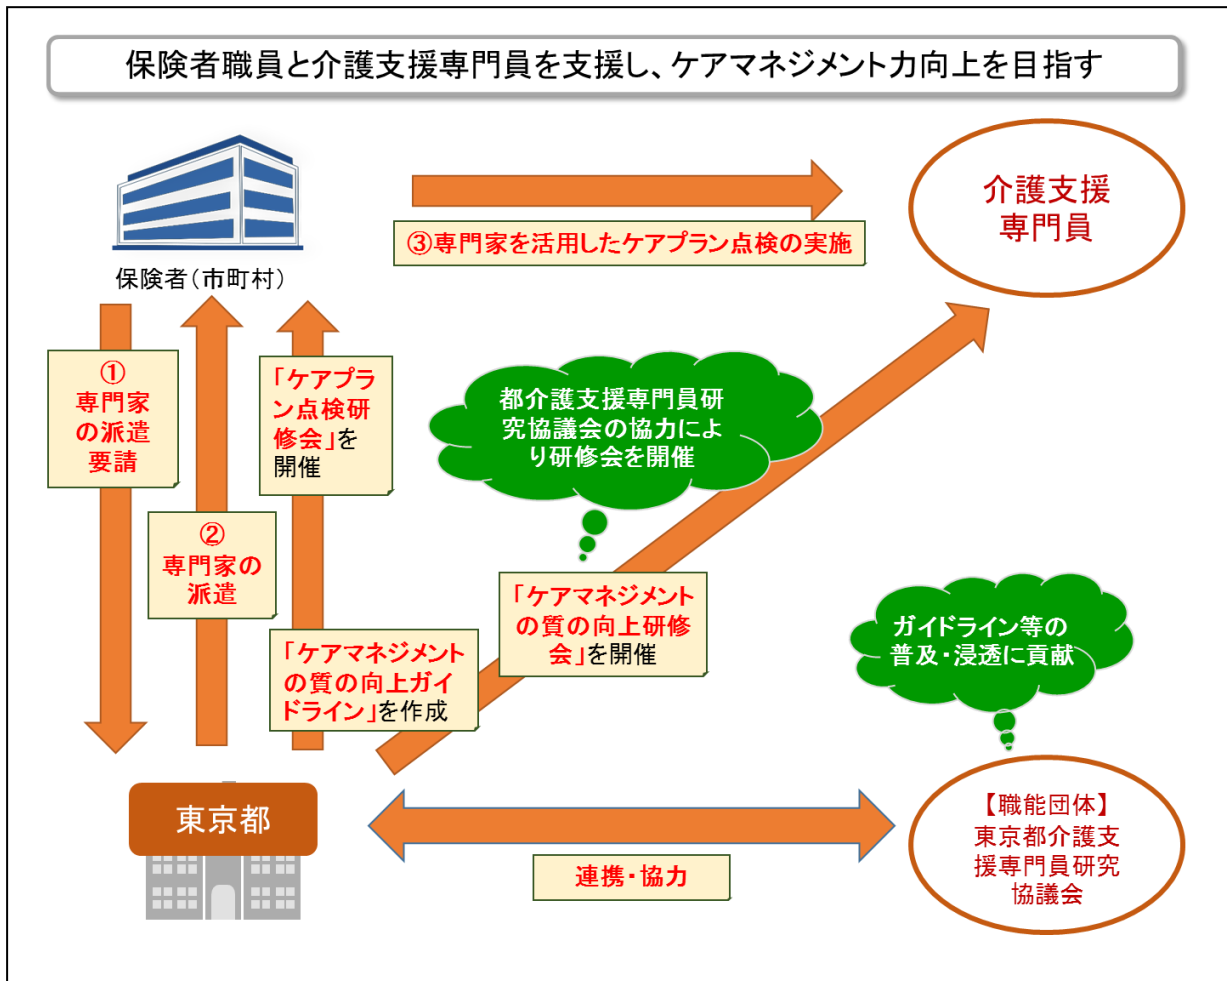 保険者職員と介護支援専門員を支援し、ケアマネジメント力向上を目指す
保険者（市町村）
③専門家を活用したケアプラン点検の実施
介護支援
専門員
①
専門家
の派遣
要請
②
専門家の
派遣
「ケアプラ
ン点検研
修会」を
開催
都介護支援専門員研
究協議会の協力によ
り研修会を開催
「ケアマネジメント
の質の向上ガイ
ドライン」を作成
「ケアマネジメント
の質の向上研修
会」を開催
ガイドライン等の
普及・浸透に貢献
東京都
連携・協力
【職能団体】
東京都介護支
援専門員研究
協議会